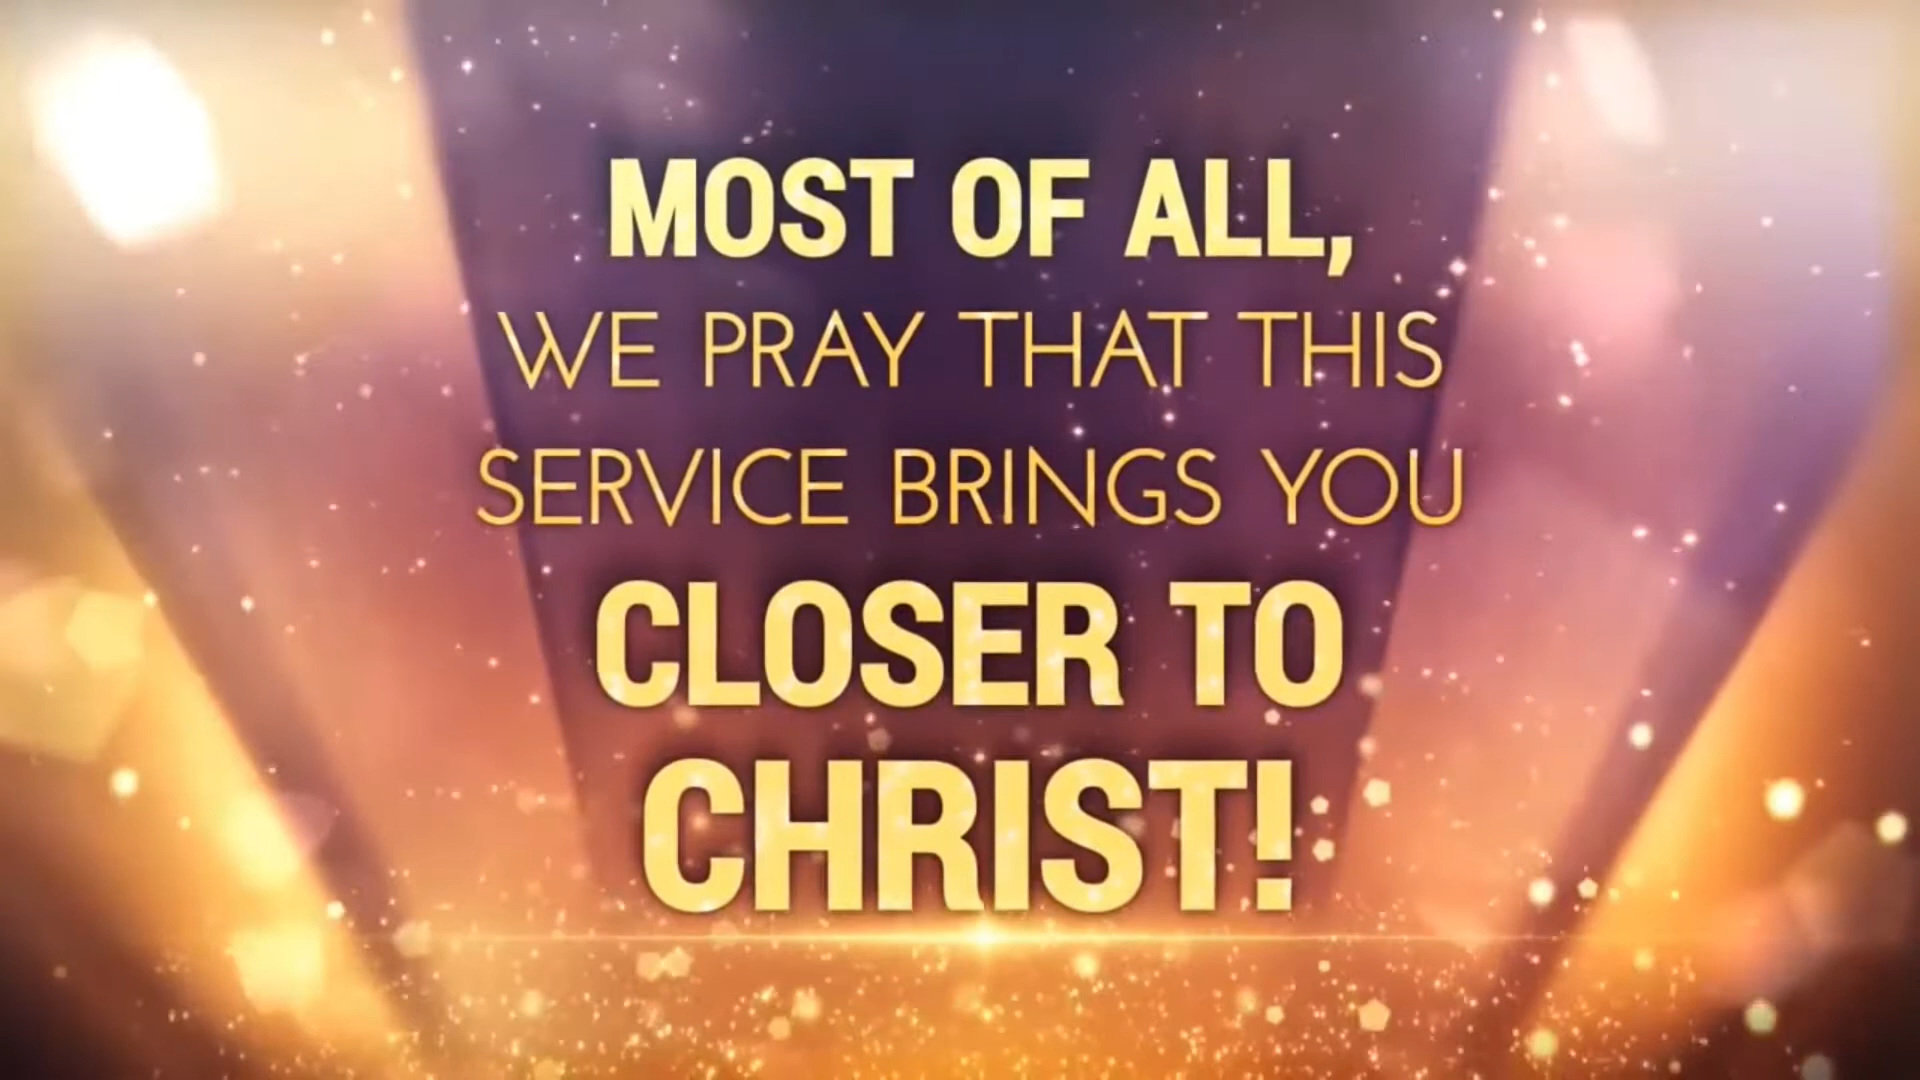 MOST OF ALL,
WE PRAY THAT THIS
SERVICE BRINGS YOU
CLOSER TO
CHRIST!